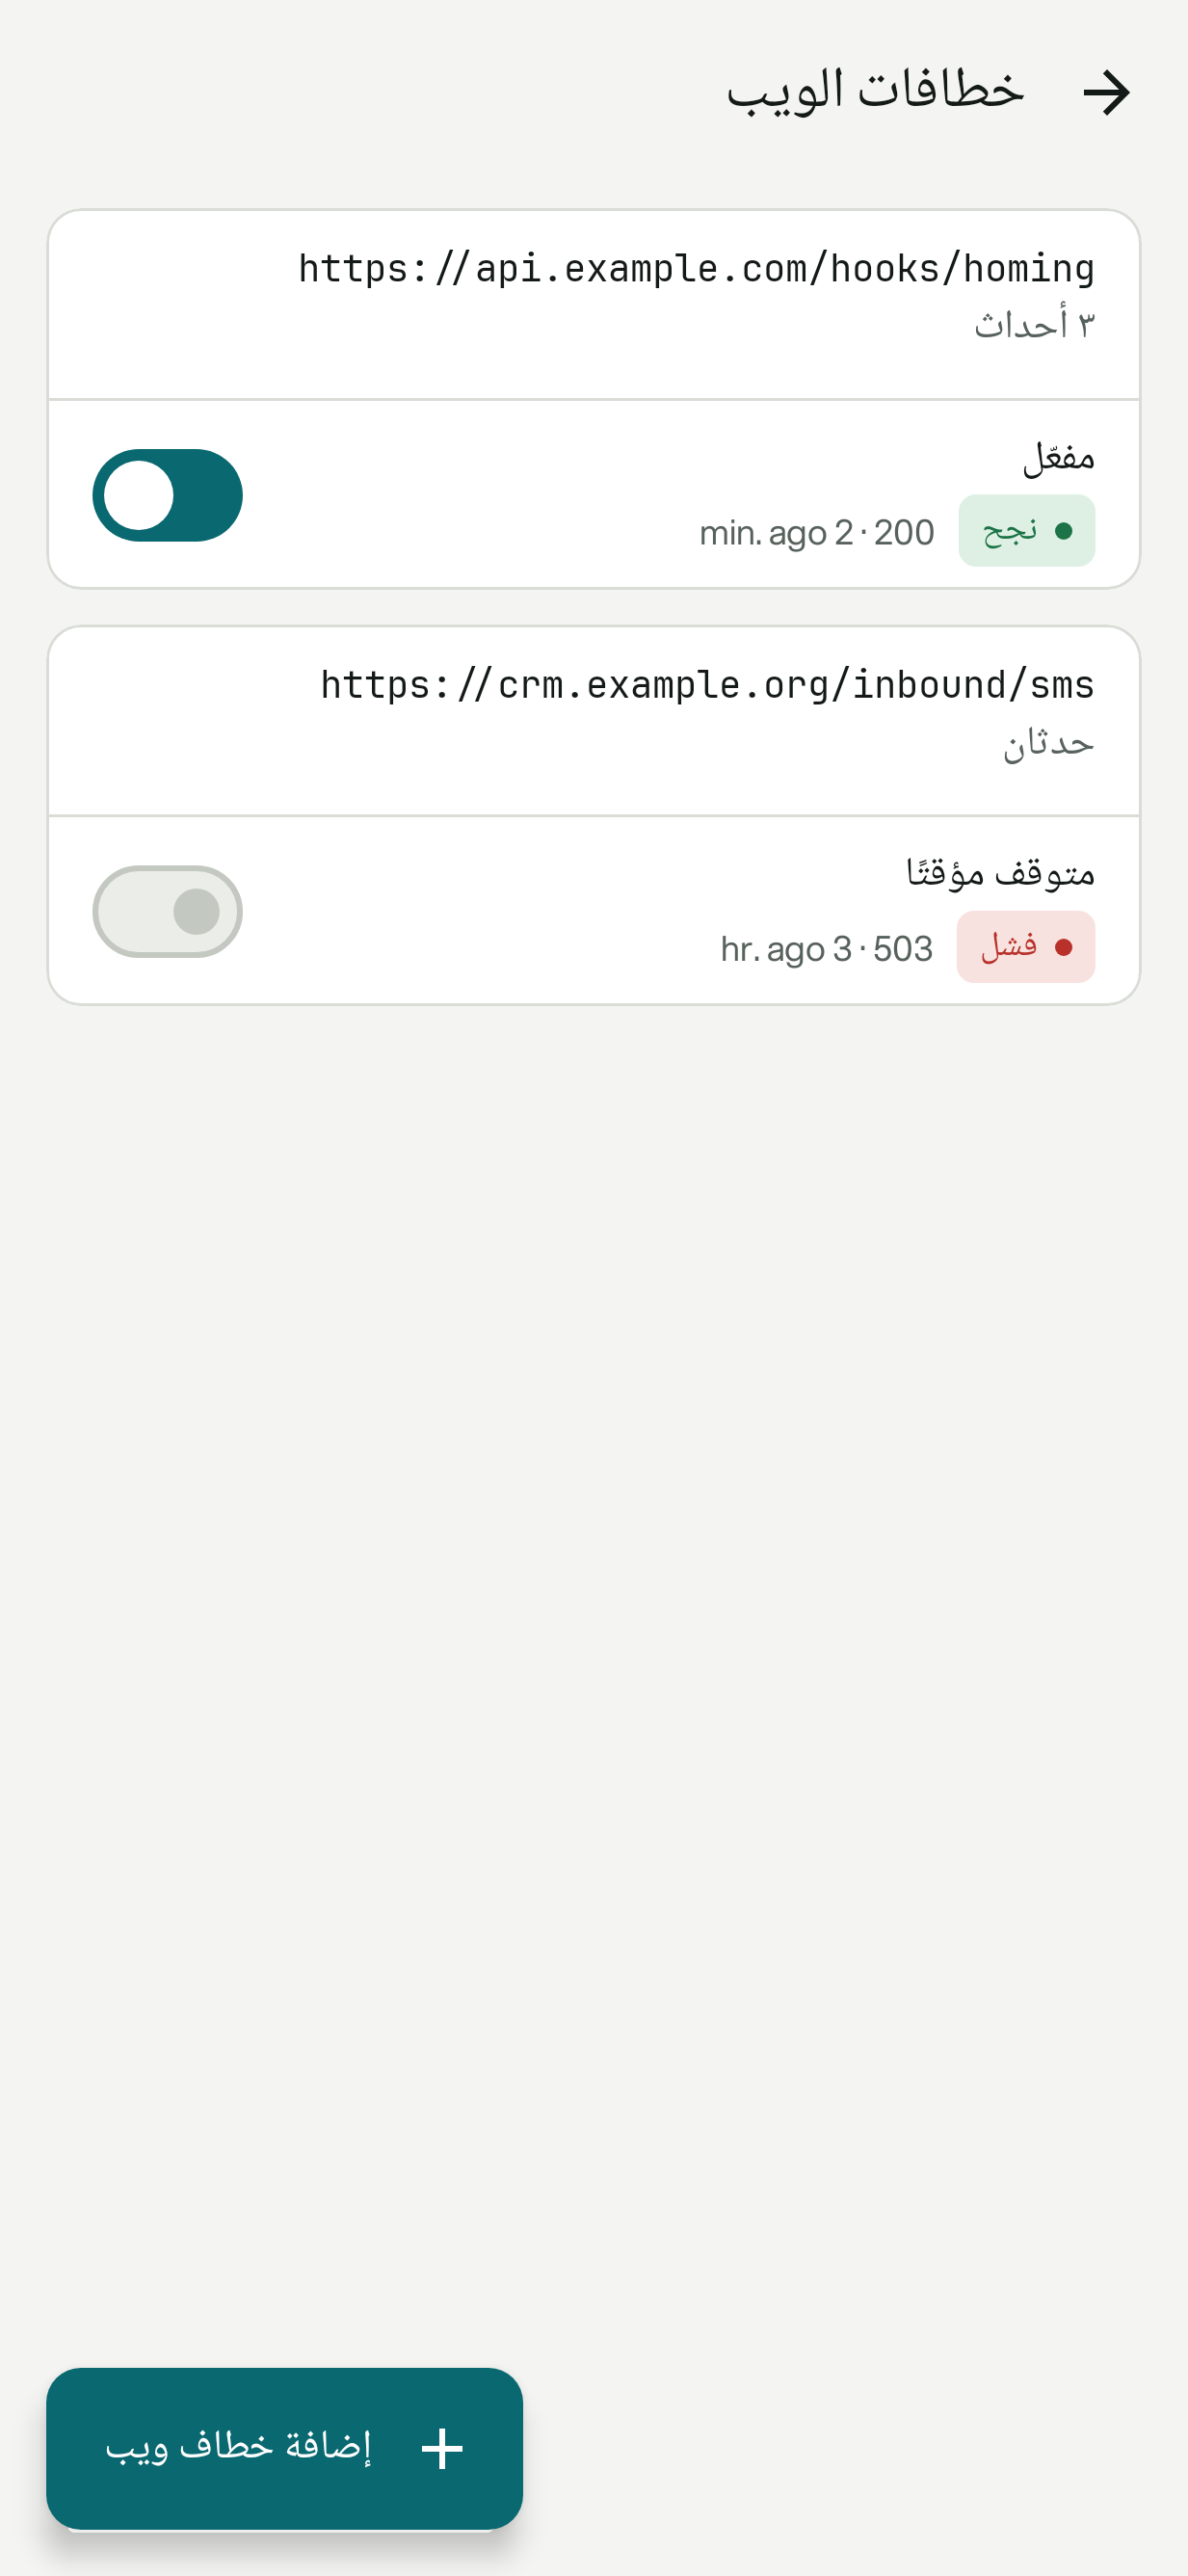 خطافات الويب
https://api.example.com/hooks/homing
٣ أحداث
مفعّل
نجح
200 · 2 min. ago
https://crm.example.org/inbound/sms
حدثان
متوقف مؤقتًا
فشل
503 · 3 hr. ago
إضافة خطاف ويب